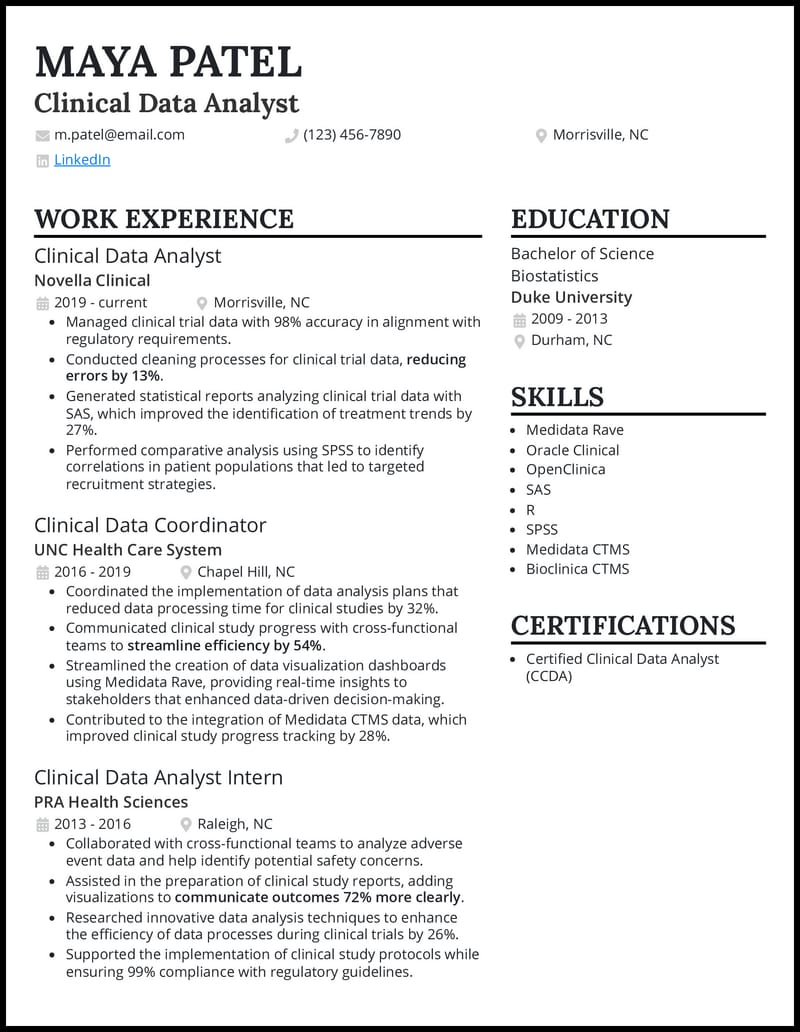 MAYA PATEL
Clinical Data Analyst
m.patel@email.com (123) 456-7890 Morrisville, NC
LinkedIn
WORK EXPERIENCE
Clinical Data Analyst
Novella Clinical
2019 - current Morrisville, NC
• Managed clinical trial data with 98% accuracy in alignment with
regulatory requirements.
• Conducted cleaning processes for clinical trial data, reducing
errors by 13%.
• Generated statistical reports analyzing clinical trial data with
SAS, which improved the identification of treatment trends by
27%.
• Performed comparative analysis using SPSS to identify
correlations in patient populations that led to targeted
recruitment strategies.
Clinical Data Coordinator
UNC Health Care System
2016 - 2019 Chapel Hill, NC
• Coordinated the implementation of data analysis plans that
reduced data processing time for clinical studies by 32%.
• Communicated clinical study progress with cross-functional
teams to streamline efficiency by 54%.
• Streamlined the creation of data visualization dashboards
using Medidata Rave, providing real-time insights to
stakeholders that enhanced data-driven decision-making.
• Contributed to the integration of Medidata CTMS data, which
improved clinical study progress tracking by 28%.
Clinical Data Analyst Intern
PRA Health Sciences
2013 - 2016 Raleigh, NC
• Collaborated with cross-functional teams to analyze adverse
event data and help identify potential safety concerns.
• Assisted in the preparation of clinical study reports, adding
visualizations to communicate outcomes 72% more clearly.
• Researched innovative data analysis techniques to enhance
the efficiency of data processes during clinical trials by 26%.
• Supported the implementation of clinical study protocols while
ensuring 99% compliance with regulatory guidelines.
EDUCATION
Bachelor of Science
Biostatistics
Duke University
2009 - 2013
Durham, NC
SKILLS
• Medidata Rave
• Oracle Clinical
• OpenClinica
• SAS
• R
• SPSS
• Medidata CTMS
• Bioclinica CTMS
CERTIFICATIONS
• Certified Clinical Data Analyst
(CCDA)